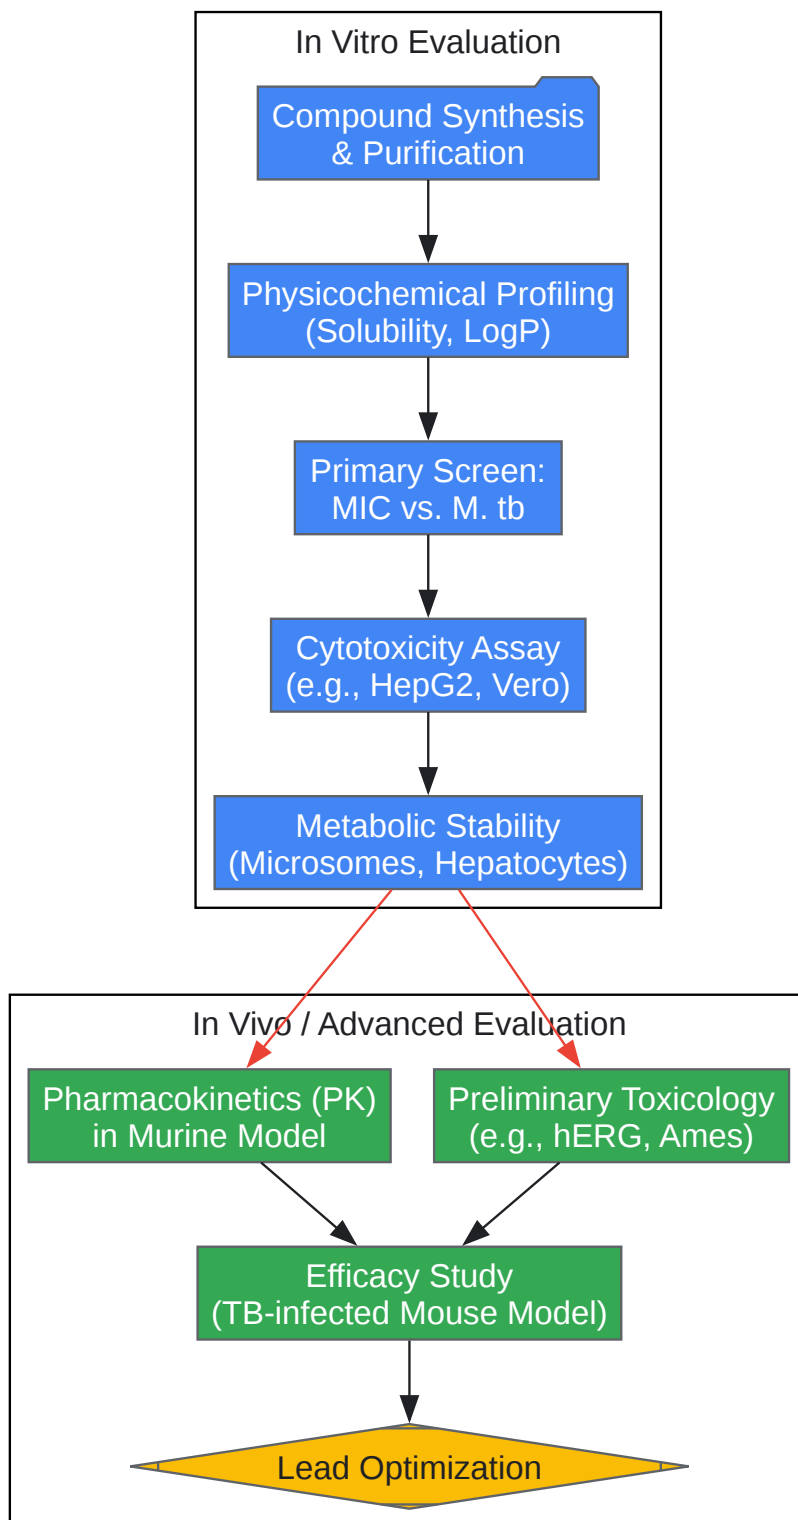 In Vitro Evaluation
Compound Synthesis
& Purification
Physicochemical Profiling
(Solubility, LogP)
Primary Screen:
MIC vs. M. tb
Cytotoxicity Assay
(e.g., HepG2, Vero)
Metabolic Stability
(Microsomes, Hepatocytes)
In Vivo / Advanced Evaluation
Pharmacokinetics (PK)
in Murine Model
Preliminary Toxicology
(e.g., hERG, Ames)
Efficacy Study
(TB-infected Mouse Model)
Lead Optimization